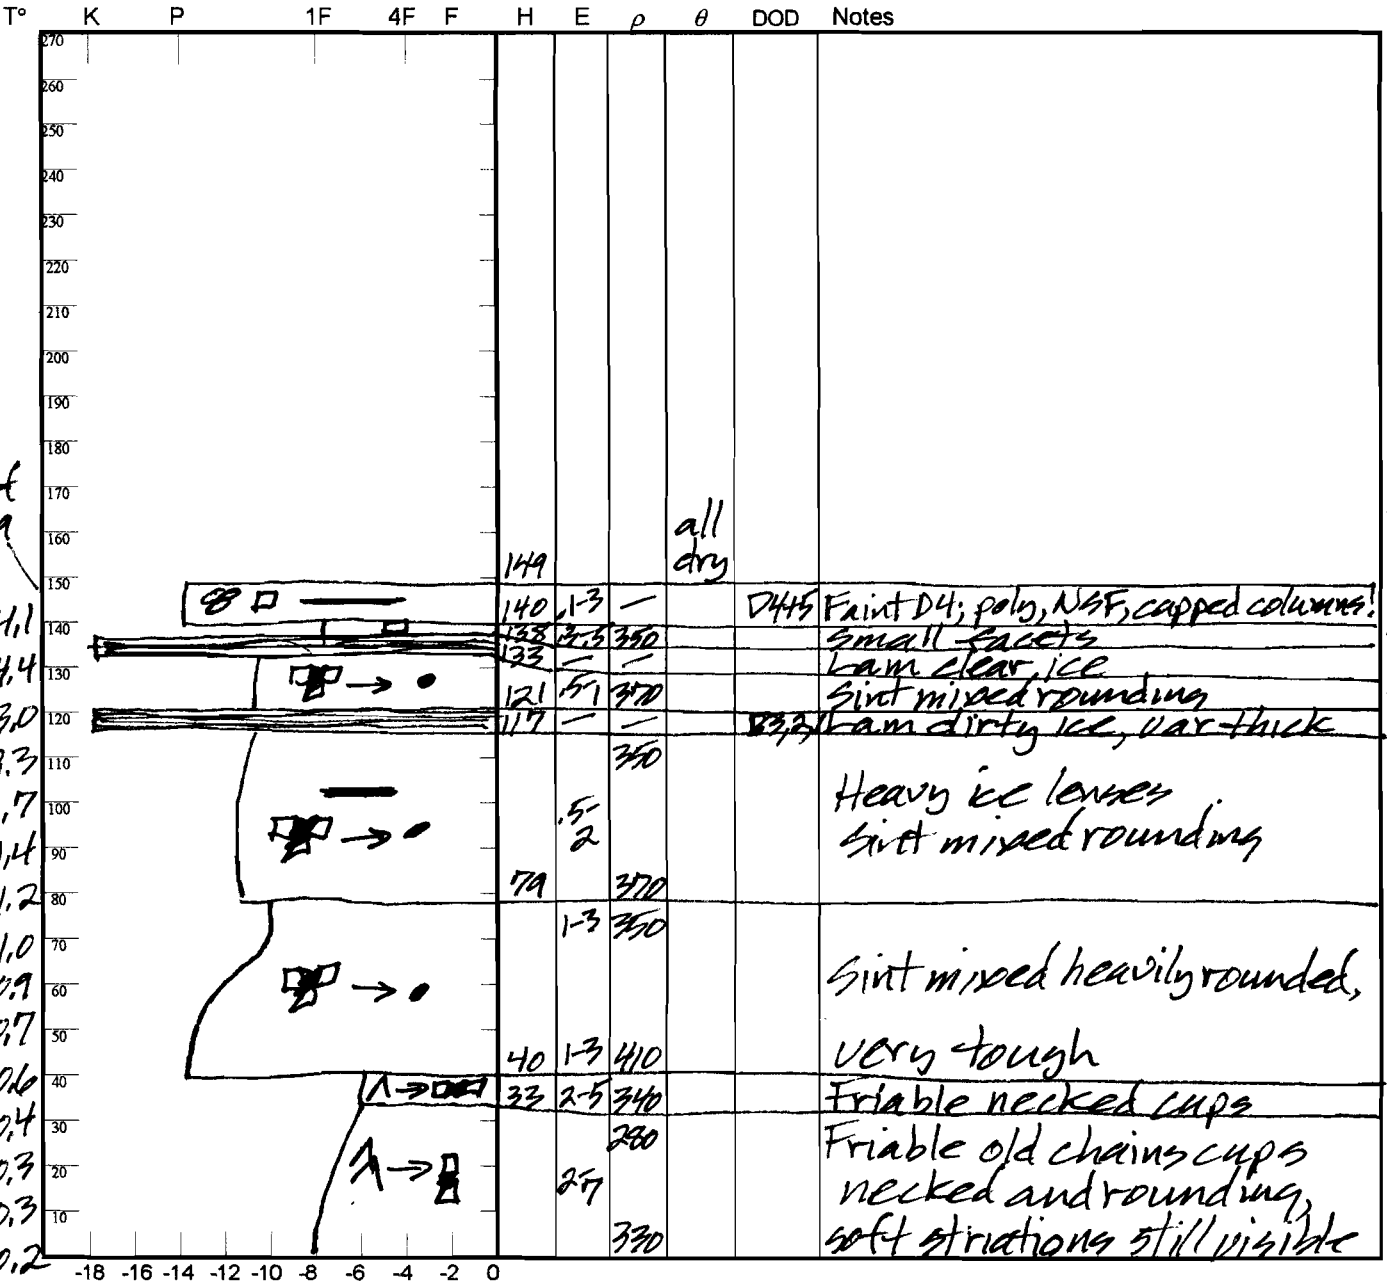 T° K P 1F 4F F H E ρ θ DOD Notes
270
260
250
240
230
220
210
200
190
180
170
160 all
149 dry
150
140 .1-3 — D4+5 Faint D4; poly, NSF, capped columns!
140 138 .3-.5 350 Small facets
133 — — Lam clear ice
130
121 .5-1 370 Sint mixed rounding
120 117 — — Lam dirty ice, var thick
350
110
Heavy ice lenses
100 .5-
2 Sint mixed rounding
90
79 370
80
1-3 350
70
Sint mixed heavily rounded,
60
50
40 1-3 410 very tough
40
33 2-5 340 Friable necked cups
30 280 Friable old chains cups
20 2-7 necked and rounding,
10
330 soft striations still visible
-18 -16 -14 -12 -10 -8 -6 -4 -2 0